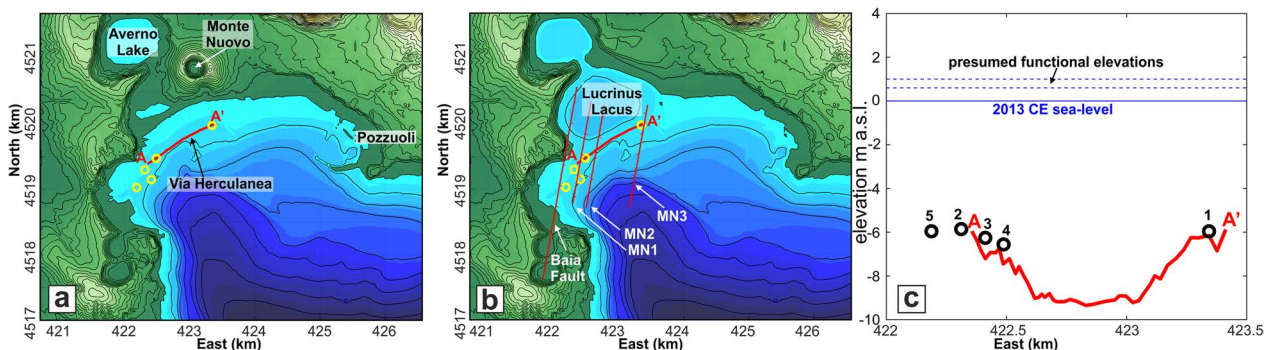 Averno
Lake
Monte
Nuovo
A'
A
Pozzuoli
Via Herculanea
a
4521
4520
4519
4518
4517
North (km)
421
422
423
424
425
426
East (km)
Lucrinus
Lacus
A'
A
MN3
MN2
MN1
Baia
Fault
b
4521
4520
4519
4518
4517
North (km)
421
422
423
424
425
426
East (km)
4
2
0
-2
-4
-6
-8
-10
elevation m a.s.l.
presumed functional elevations
2013 CE sea-level
5
2
A
3
4
1
A'
c
422
422.5
423
423.5
East (km)